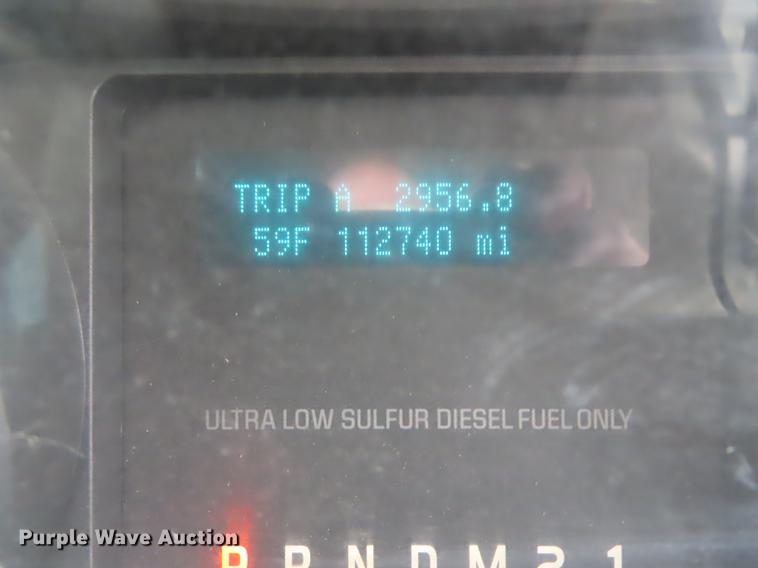 TRIP A 2956.8
59F 112740 mi
ULTRA LOW SULFUR DIESEL FUEL ONLY
P R N D M 2 1
Purple Wave Auction